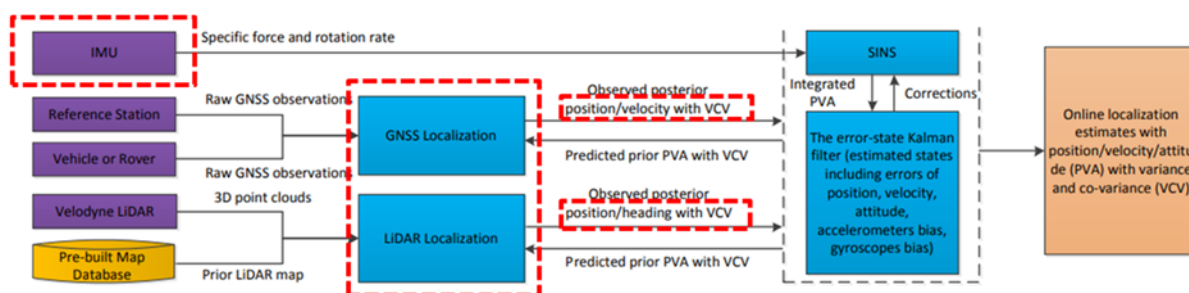 IMU
Specific force and rotation rate
SINS
Integrated
PVA
Corrections
Reference Station
Vehicle or Rover
Raw GNSS observation
Raw GNSS observation
GNSS Localization
Observed posterior
position/velocity with VCV
Predicted prior PVA with VCV
Velodyne LiDAR
Pre-built Map
Database
3D point clouds
Prior LiDAR map
LiDAR Localization
Observed posterior
position/heading with VCV
Predicted prior PVA with VCV
The error-state Kalman
filter (estimated states
including errors of
position, velocity,
attitude,
accelerometers bias,
gyroscopes bias)
Online localization
estimates with
position/velocity/attitu
de (PVA) with variance
and co-variance (VCV)